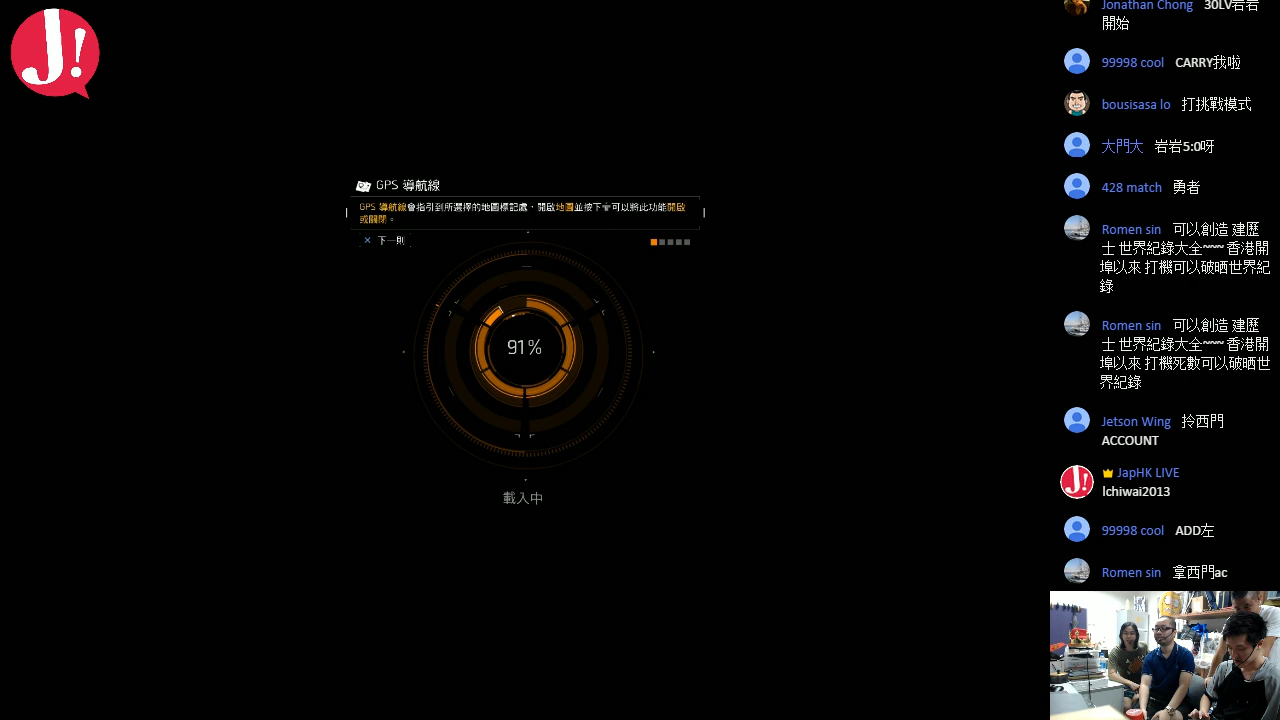 J!
GPS 導航線
GPS 導航線會指引到所選擇的地圖標記處。開啟地圖並按下 可以將此功能開啟
或關閉。
下一則
91%
載入中
Jonathan Chong 30LV岩岩
開始
99998 cool CARRY我啦
bousisasa lo 打挑戰模式
大門大 岩岩5:0呀
428 match 勇者
Romen sin 可以創造 建歷
士 世界紀錄大全~~~~ 香港開
埠以來 打機可以破晒世界紀
錄
Romen sin 可以創造 建歷
士 世界紀錄大全~~~~ 香港開
埠以來 打機死數可以破晒世
界紀錄
Jetson Wing 拎西門
ACCOUNT
JapHK LIVE
lchiwai2013
99998 cool ADD左
Romen sin 拿西門ac